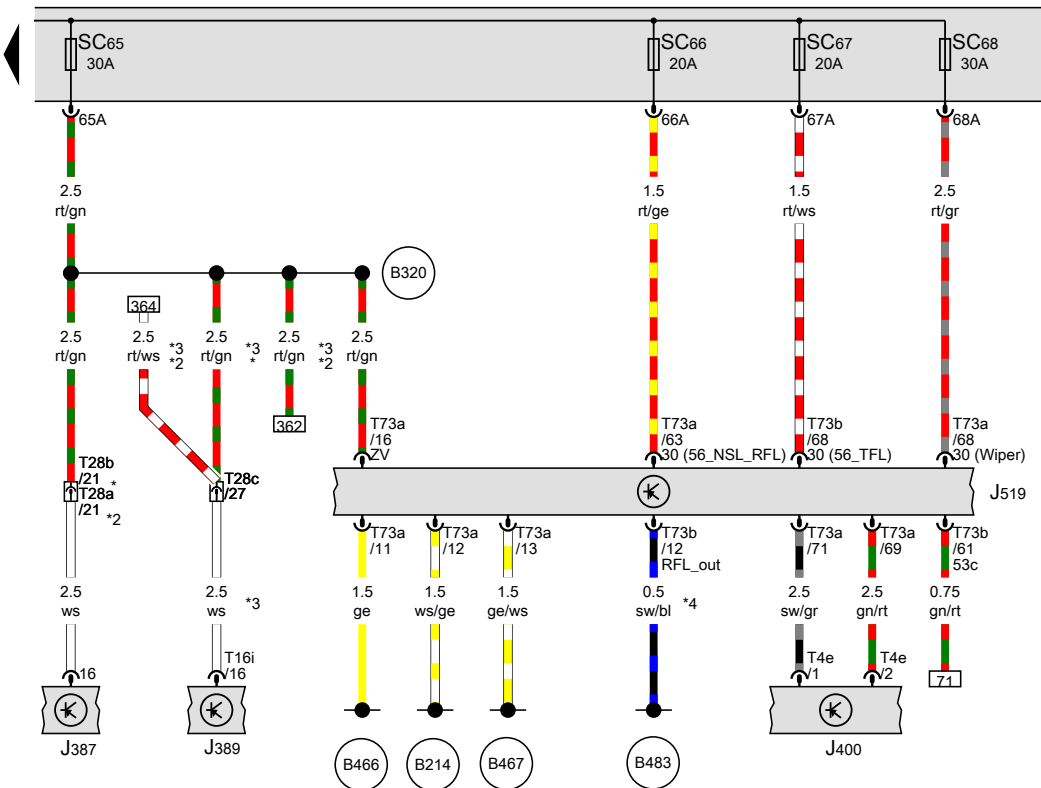 SC65
30A
SC66
20A
SC67
20A
SC68
30A
65A
66A
67A
68A
2.5
rt/gn
1.5
rt/ge
1.5
rt/ws
2.5
rt/gr
B320
364
2.5
rt/gn
2.5
rt/ws
*3
*2
2.5
rt/gn
*3
*
2.5
rt/gn
*3
*2
2.5
rt/gn
362
T73a
/16
ZV
T73a
/63
30 (56_NSL_RFL)
T73b
/68
30 (56_TFL)
T73a
/68
30 (Wiper)
T28b
/21
*
T28a
/21
*2
T28c
/27
J519
T73a
/11
T73a
/12
T73a
/13
T73b
/12
RFL_out
T73a
/71
T73a
/69
T73b
/61
53c
2.5
ws
2.5
ws
*3
1.5
ge
1.5
ws/ge
1.5
ge/ws
0.5
sw/bl
*4
2.5
sw/gr
2.5
gn/rt
0.75
gn/rt
16
T16i
/16
T4e
/1
T4e
/2
71
J387
J389
J400
B466
B214
B467
B483